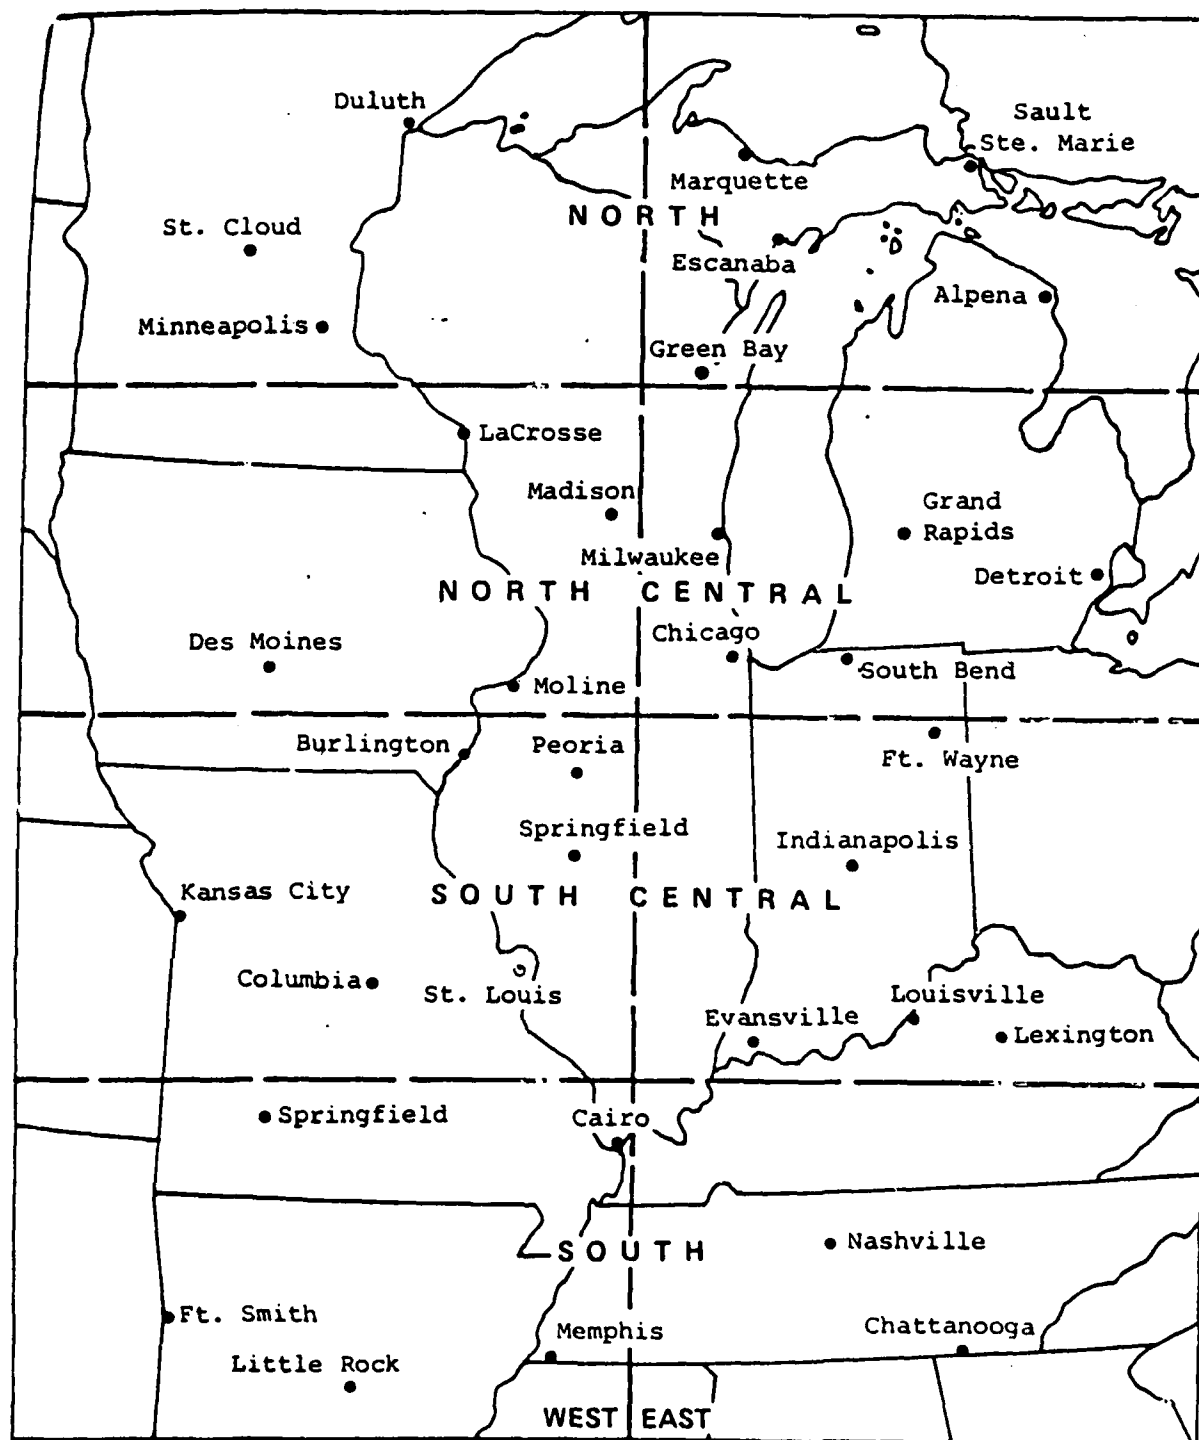 Duluth
Sault
Ste. Marie
Marquette
NORTH
St. Cloud
Escanaba
Alpena
Minneapolis
Green Bay
LaCrosse
Madison
Grand
Rapids
Milwaukee
Detroit
NORTH CENTRAL
Chicago
Des Moines
South Bend
Moline
Burlington
Peoria
Ft. Wayne
Springfield
Indianapolis
Kansas City
SOUTH CENTRAL
Columbia
St. Louis
Louisville
Evansville
Lexington
Springfield
Cairo
SOUTH
Nashville
Ft. Smith
Memphis
Chattanooga
Little Rock
WEST EAST